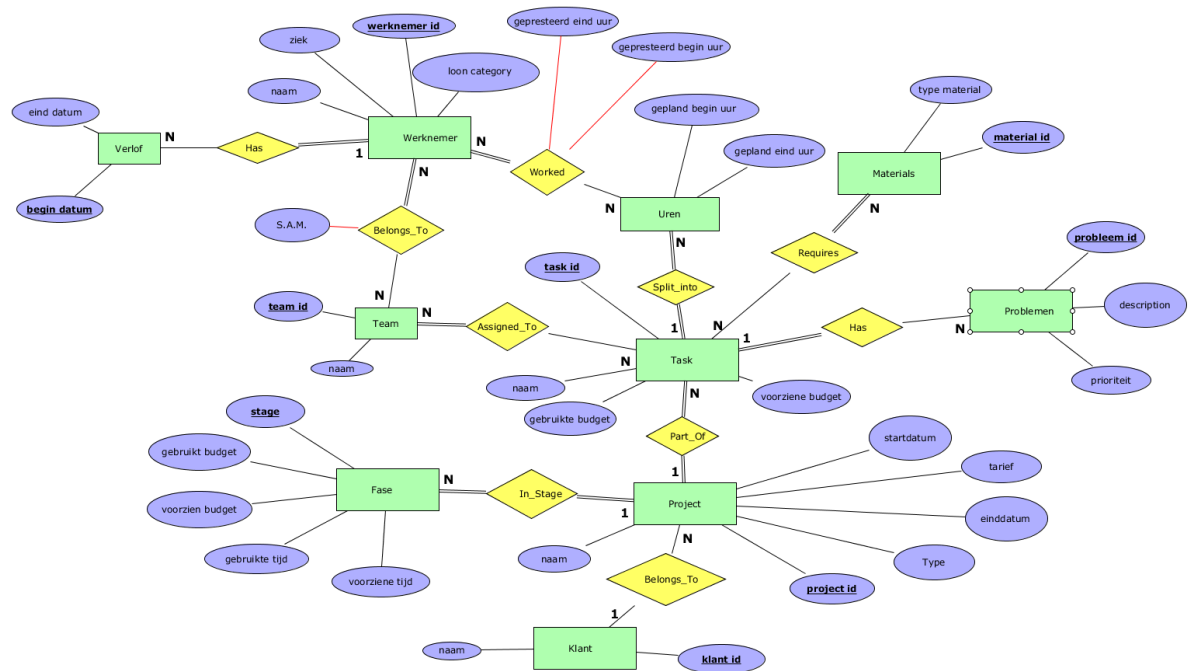 gepresteerd eind uur
werknemer id
ziek
gepresteerd begin uur
loon category
type material
naam
gepland begin uur
eind datum
N
N
material id
Werknemer
Verlof
Has
1
gepland eind uur
N
Worked
Materials
N
begin datum
N
Uren
N
S.A.M.
Belongs_To
N
probleem id
Requires
task id
Split_into
N
team id
N
description
Problemen
Team
Assigned_To
1
N
1
Has
N
naam
N
Task
naam
prioriteit
voorziene budget
N
gebruikte budget
stage
Part_Of
startdatum
gebruikt budget
1
tarief
N
Fase
In_Stage
Project
voorzien budget
1
einddatum
N
gebruikte tijd
naam
Type
voorziene tijd
Belongs_To
project id
1
naam
Klant
klant id